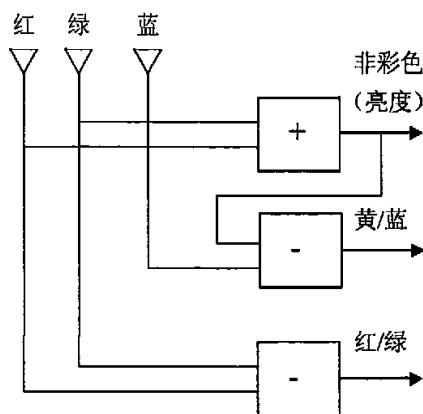 红 绿 蓝
非彩色
（亮度）
+
黄/蓝
-
红/绿
-